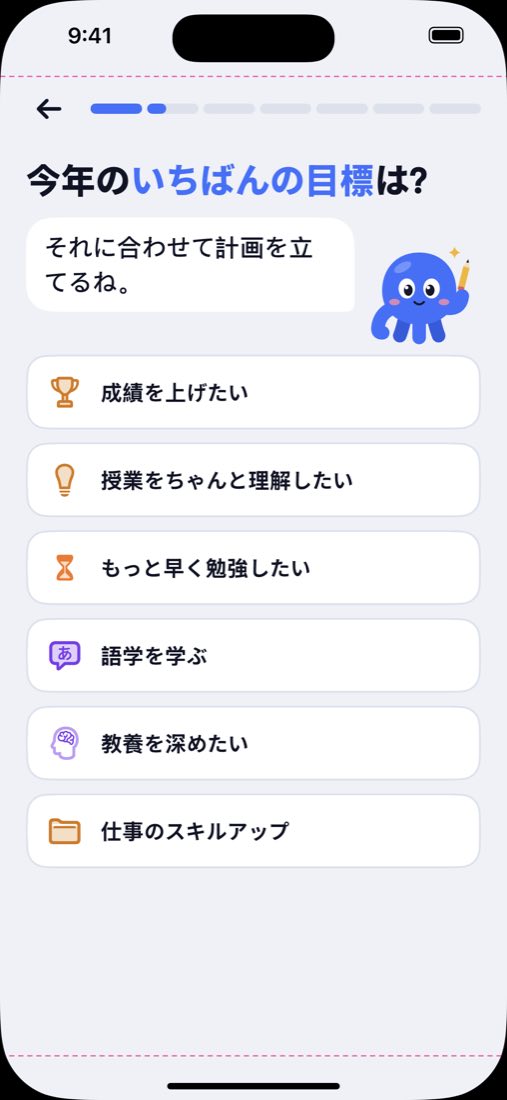 9:41
今年のいちばんの目標は?
それに合わせて計画を立
てるね。
成績を上げたい
授業をちゃんと理解したい
もっと早く勉強したい
あ
語学を学ぶ
教養を深めたい
仕事のスキルアップ